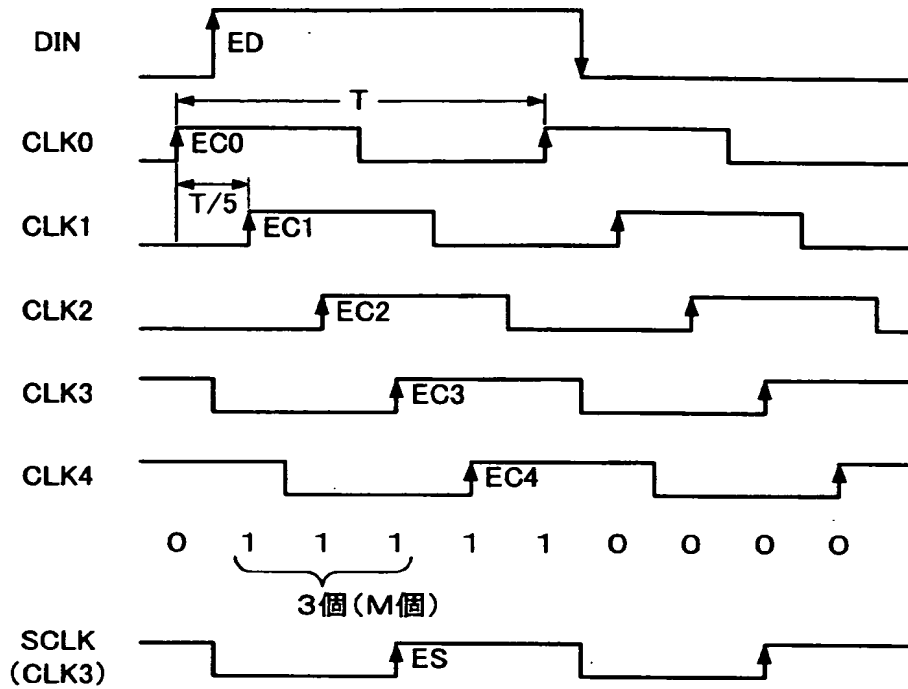 DIN
ED
T
CLK0
EC0
T/5
CLK1
EC1
CLK2
EC2
CLK3
EC3
CLK4
EC4
0 1 1 1 1 1 0 0 0 0
3個(M個)
SCLK
(CLK3)
ES